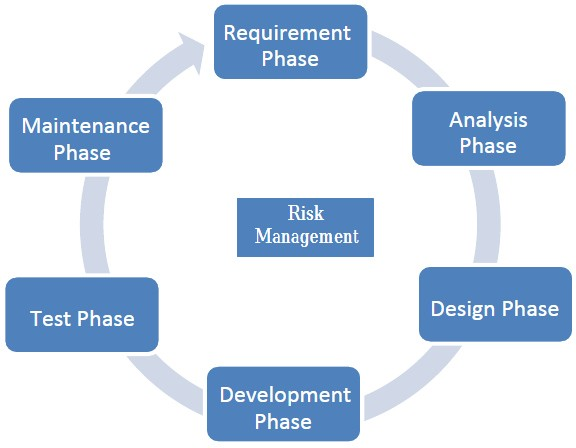 Requirement
Phase
Analysis
Phase
Design Phase
Development
Phase
Test Phase
Maintenance
Phase
Risk
Management